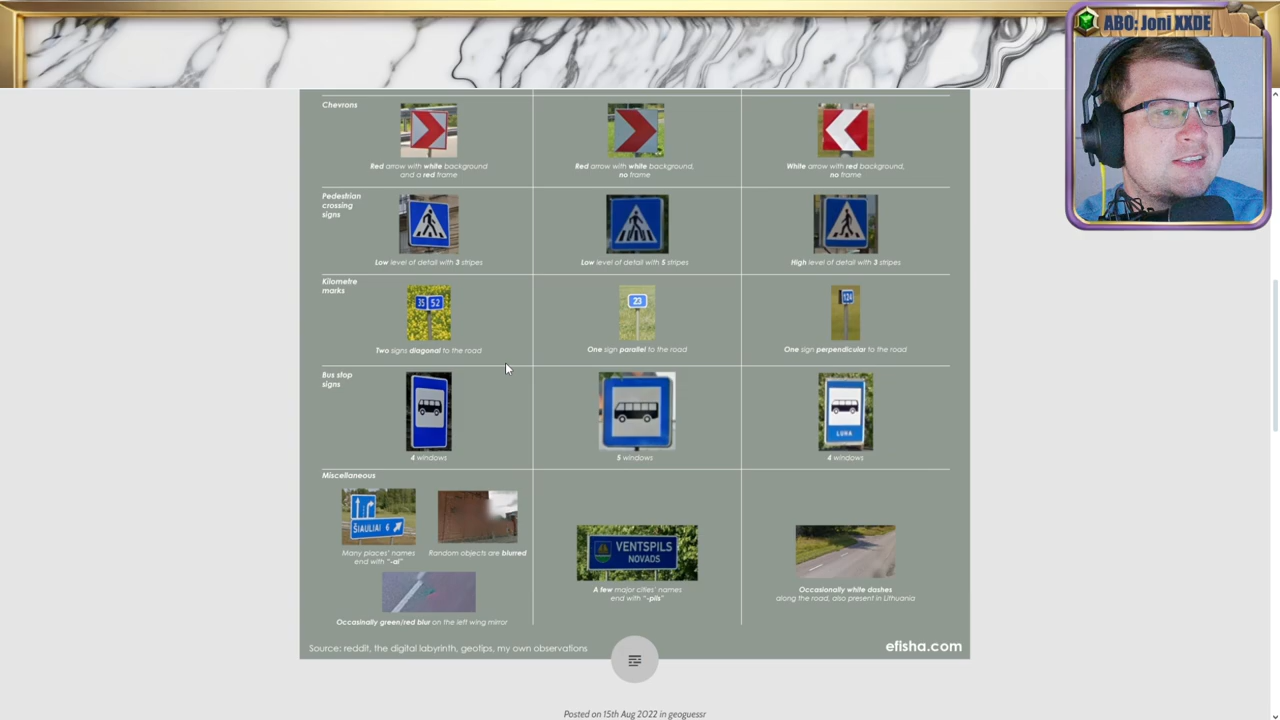 ABO: Joni XXDE
Chevrons
Red arrow with white background
and a red frame
Red arrow with white background,
no frame
White arrow with red background,
no frame
Pedestrian
crossing
signs
Low level of detail with 3 stripes
Low level of detail with 5 stripes
High level of detail with 3 stripes
Kilometre
marks
35 52
23
124
Two signs diagonal to the road
One sign parallel to the road
One sign perpendicular to the road
Bus stop
signs
LUHA
4 windows
5 windows
4 windows
Miscellaneous
ŠIAULIAI 6
Many places' names
end with "-ai"
Random objects are blurred
Occasinally green/red blur on the left wing mirror
VENTSPILS
NOVADS
A few major cities' names
end with "-pils"
Occasionally white dashes
along the road, also present in Lithuania
Source: reddit, the digital labyrinth, geotips, my own observations
efisha.com
Posted on 15th Aug 2022 in geoguessr